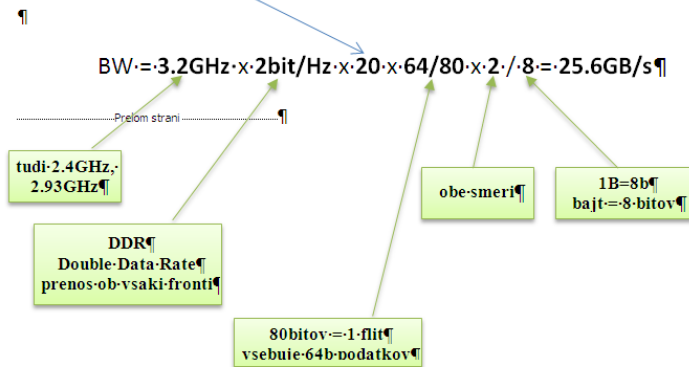 ¶
BW·=·3.2GHz·x·2bit/Hz·x·20·x·64/80·x·2·/·8·=·25.6GB/s¶
Prelom strani¶
tudi·2.4GHz,·
2.93GHz¶
obe·smeri¶
1B=8b¶
bajt·=·8·bitov¶
DDR¶
Double·Data·Rate¶
prenos·ob·vsaki·fronti¶
80bitov·=·1·flit¶
vsebuje·64b·podatkov¶